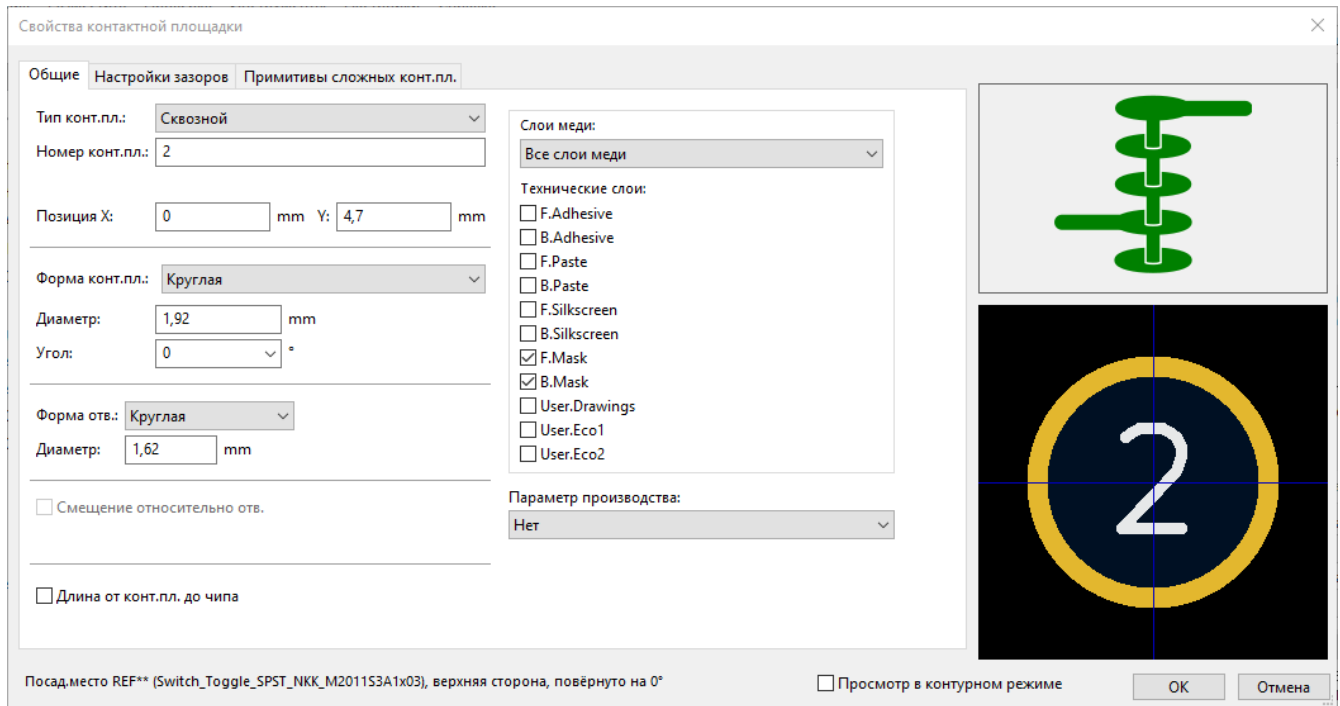 Свойства контактной площадки
Общие
Настройки зазоров
Примитивы сложных конт.пл.
Тип конт.пл.:
Сквозной
Номер конт.пл.:
2
Позиция X:
0
mm
Y:
4,7
mm
Форма конт.пл.:
Круглая
Диаметр:
1,92
mm
Угол:
0
°
Форма отв.:
Круглая
Диаметр:
1,62
mm
Смещение относительно отв.
Длина от конт.пл. до чипа
Слои меди:
Все слои меди
Технические слои:
F.Adhesive
B.Adhesive
F.Paste
B.Paste
F.Silkscreen
B.Silkscreen
F.Mask
B.Mask
User.Drawings
User.Eco1
User.Eco2
Параметр производства:
Нет
2
Посад.место REF** (Switch_Toggle_SPST_NKK_M2011S3A1x03), верхняя сторона, повёрнуто на 0°
Просмотр в контурном режиме
OK
Отмена